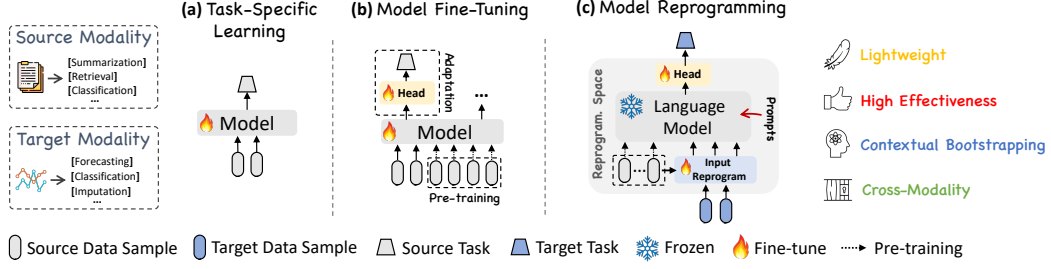 Source Modality
[Summarization]
[Retrieval]
[Classification]
...
Target Modality
[Forecasting]
[Classification]
[Imputation]
...
(a) Task-Specific
Learning
Model
(b) Model Fine-Tuning
Adaptation
Head
...
Model
Pre-training
(c) Model Reprogramming
Reprogram. Space
Head
Language
Model
Prompts
...
Input
Reprogram
Lightweight
High Effectiveness
Contextual Bootstrapping
Cross-Modality
Source Data Sample
Target Data Sample
Source Task
Target Task
Frozen
Fine-tune
Pre-training